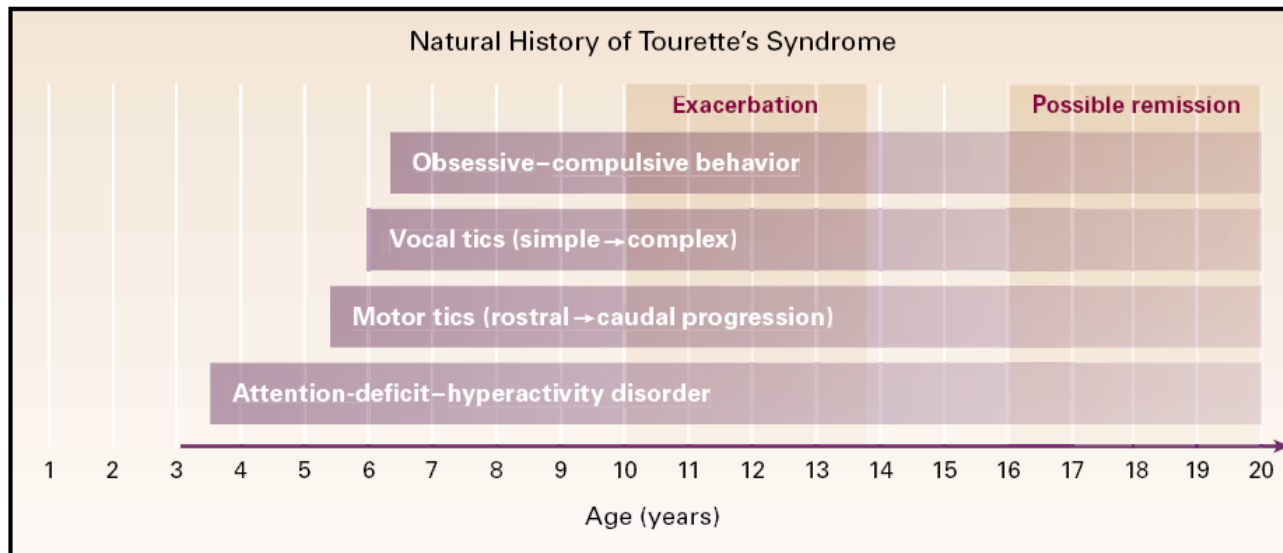 Natural History of Tourette's Syndrome
Exacerbation Possible remission
Obsessive–compulsive behavior
Vocal tics (simple→complex)
Motor tics (rostral→caudal progression)
Attention-deficit–hyperactivity disorder
1 2 3 4 5 6 7 8 9 10 11 12 13 14 15 16 17 18 19 20
Age (years)